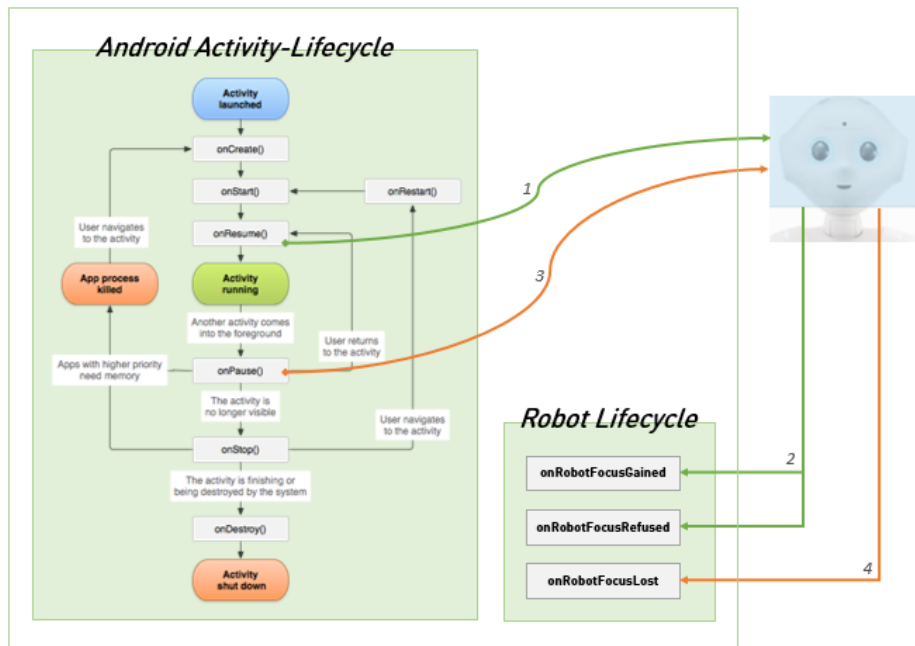 Android Activity-Lifecycle
Activity
launched
onCreate()
onStart()
onRestart()
1
User navigates
to the activity
onResume()
3
App process
killed
Activity
running
Another activity comes
into the foreground
User returns
to the activity
Apps with higher priority
need memory
onPause()
The activity is
no longer visible
User navigates
to the activity
onStop()
The activity is finishing or
being destroyed by the system
onDestroy()
Activity
shut down
Robot Lifecycle
2
onRobotFocusGained
onRobotFocusRefused
onRobotFocusLost
4